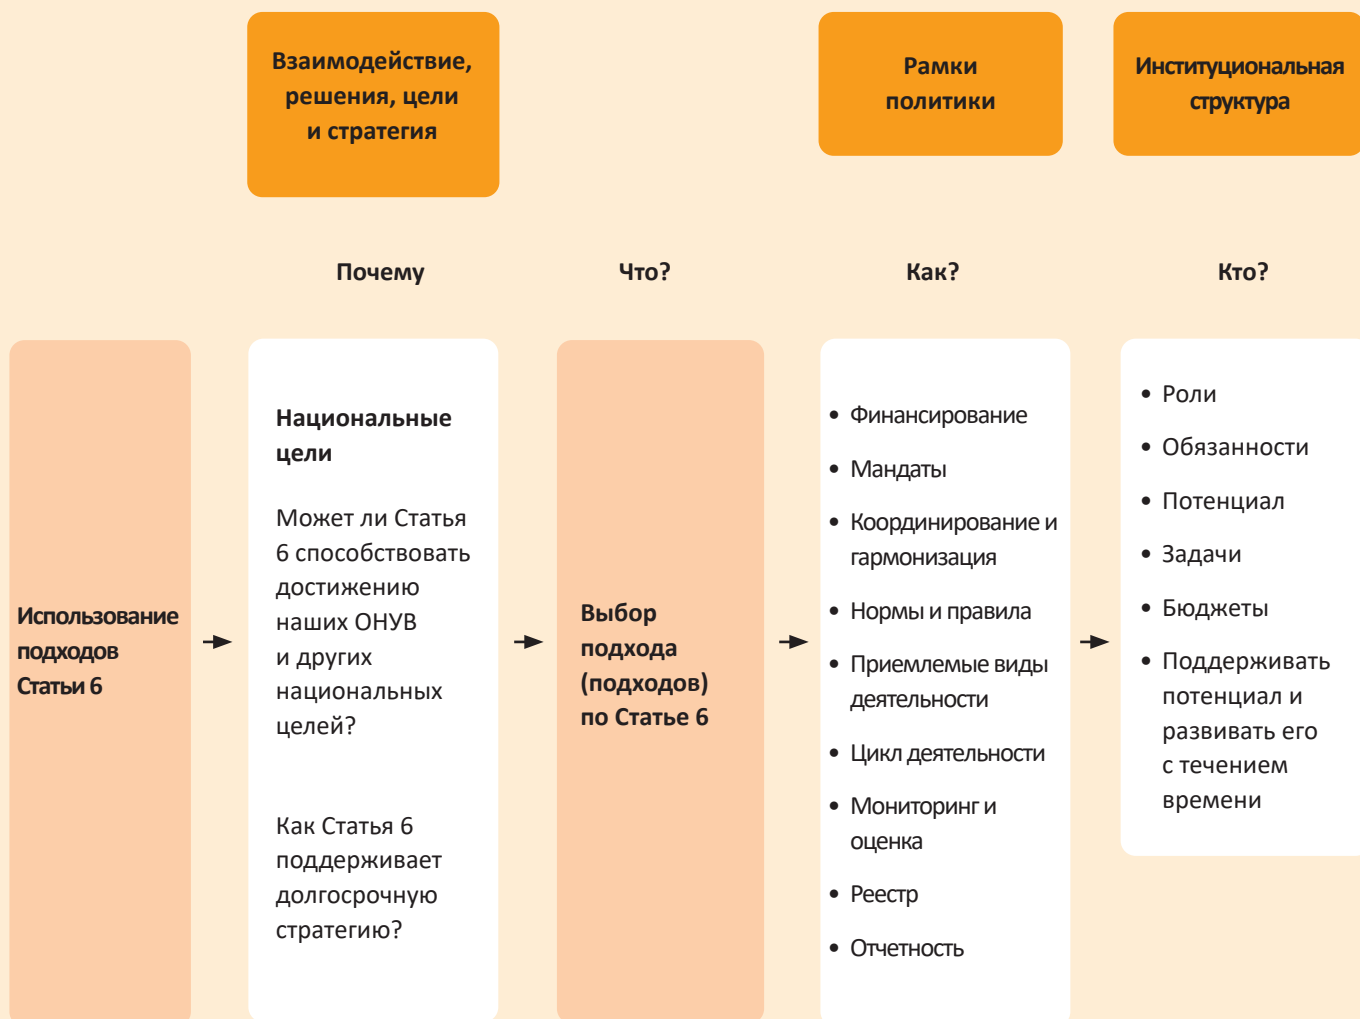 Взаимодействие,
решения, цели
и стратегия
Рамки
политики
Институциональная
структура
Почему
Что?
Как?
Кто?
Использование
подходов
Статьи 6
Национальные
цели
Может ли Статья
6 способствовать
достижению
наших ОНУВ
и других
национальных
целей?
Как Статья 6
поддерживает
долгосрочную
стратегию?
Выбор
подхода
(подходов)
по Статье 6
• Финансирование
• Мандаты
• Координирование и
гармонизация
• Нормы и правила
• Приемлемые виды
деятельности
• Цикл деятельности
• Мониторинг и
оценка
• Реестр
• Отчетность
• Роли
• Обязанности
• Потенциал
• Задачи
• Бюджеты
• Поддерживать
потенциал и
развивать его
с течением
времени